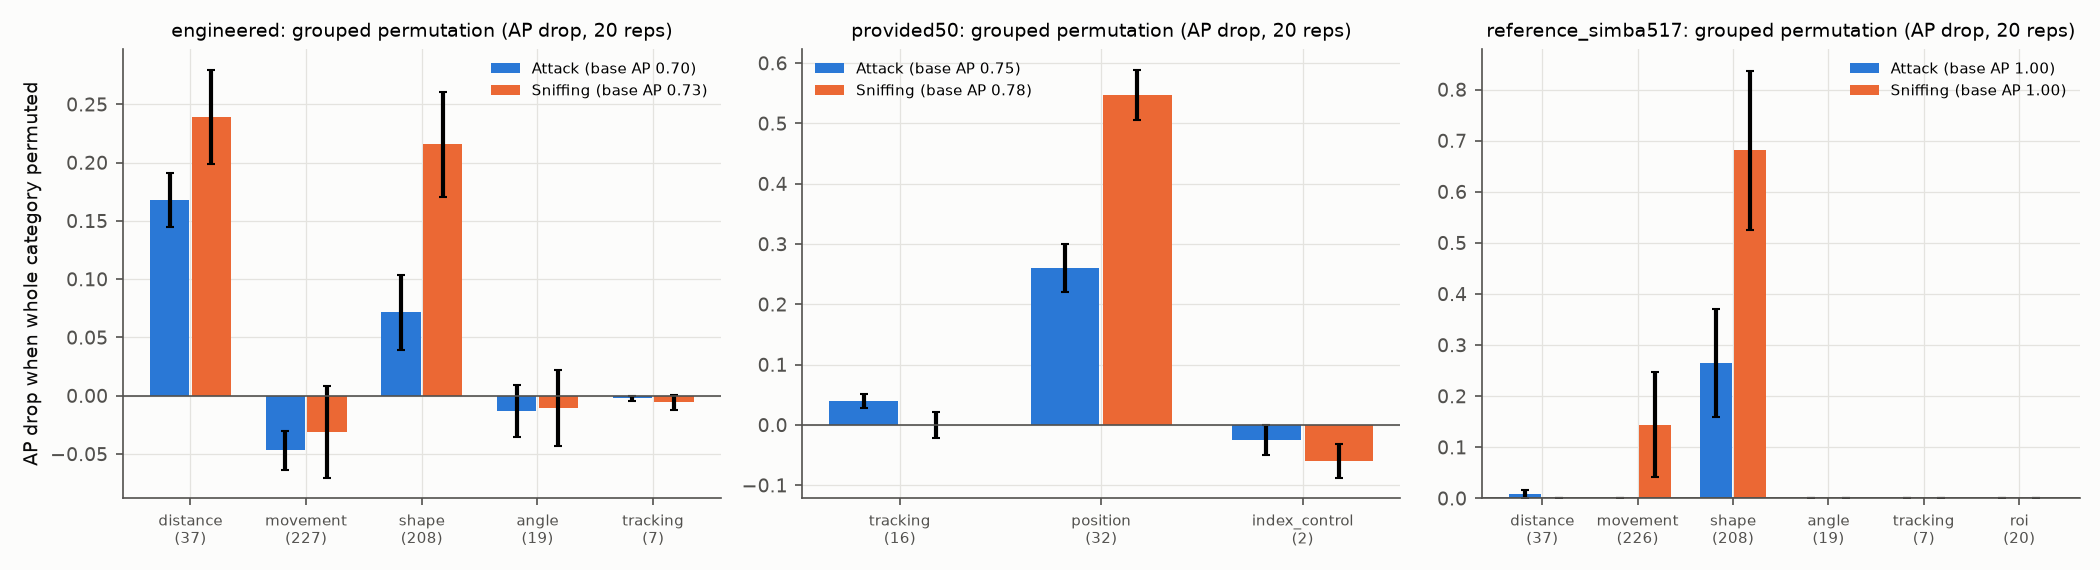 engineered: grouped permutation (AP drop, 20 reps)
AP drop when whole category permuted
Attack (base AP 0.70)
Sniffing (base AP 0.73)
0.25
0.20
0.15
0.10
0.05
0.00
−0.05
distance movement shape angle tracking
(37) (227) (208) (19) (7)
provided50: grouped permutation (AP drop, 20 reps)
Attack (base AP 0.75)
Sniffing (base AP 0.78)
0.6
0.5
0.4
0.3
0.2
0.1
0.0
−0.1
tracking position index_control
(16) (32) (2)
reference_simba517: grouped permutation (AP drop, 20 reps)
Attack (base AP 1.00)
Sniffing (base AP 1.00)
0.8
0.7
0.6
0.5
0.4
0.3
0.2
0.1
0.0
distance movement shape angle tracking roi
(37) (226) (208) (19) (7) (20)